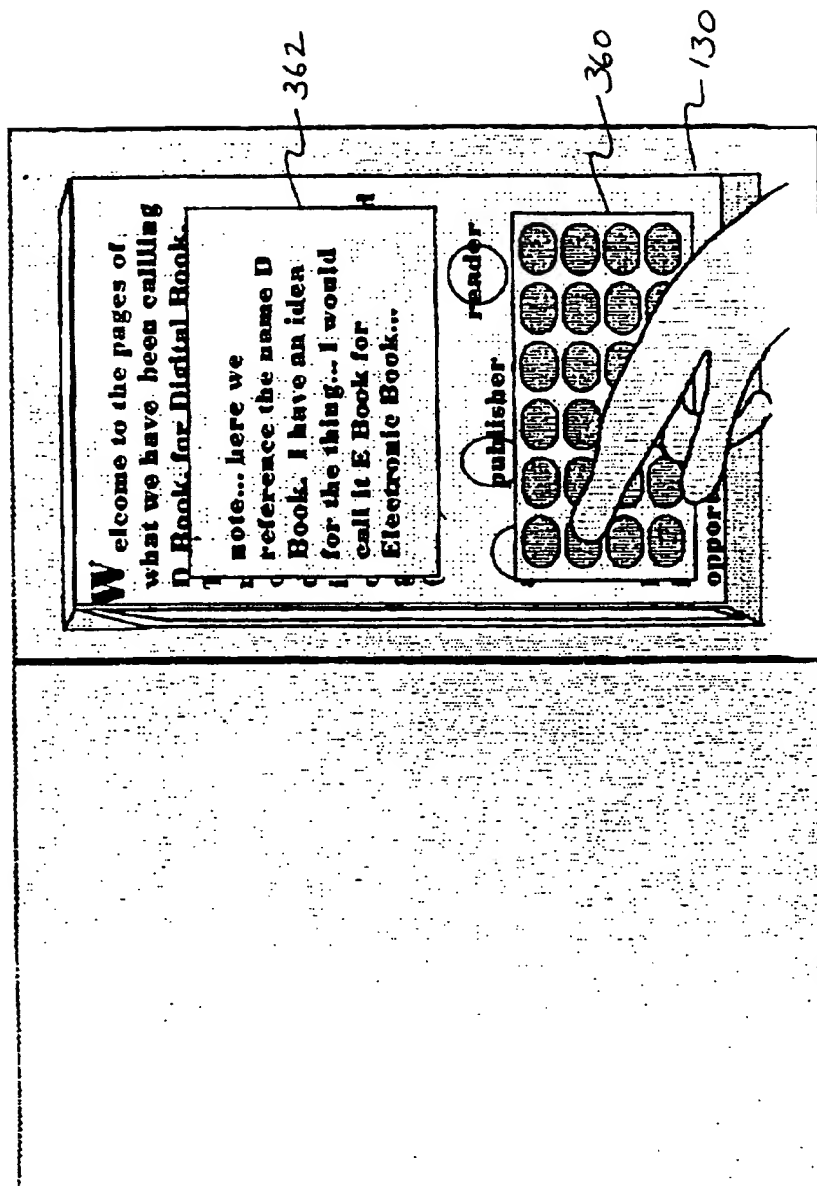 Welcome to the pages of
what we have been callling
D Book, for Digital Book.
note... here we
reference the name D
Book. I have an idea
for the thing... I would
call it E Book for
Electronic Book...
362
publisher
reader
360
oppor
130